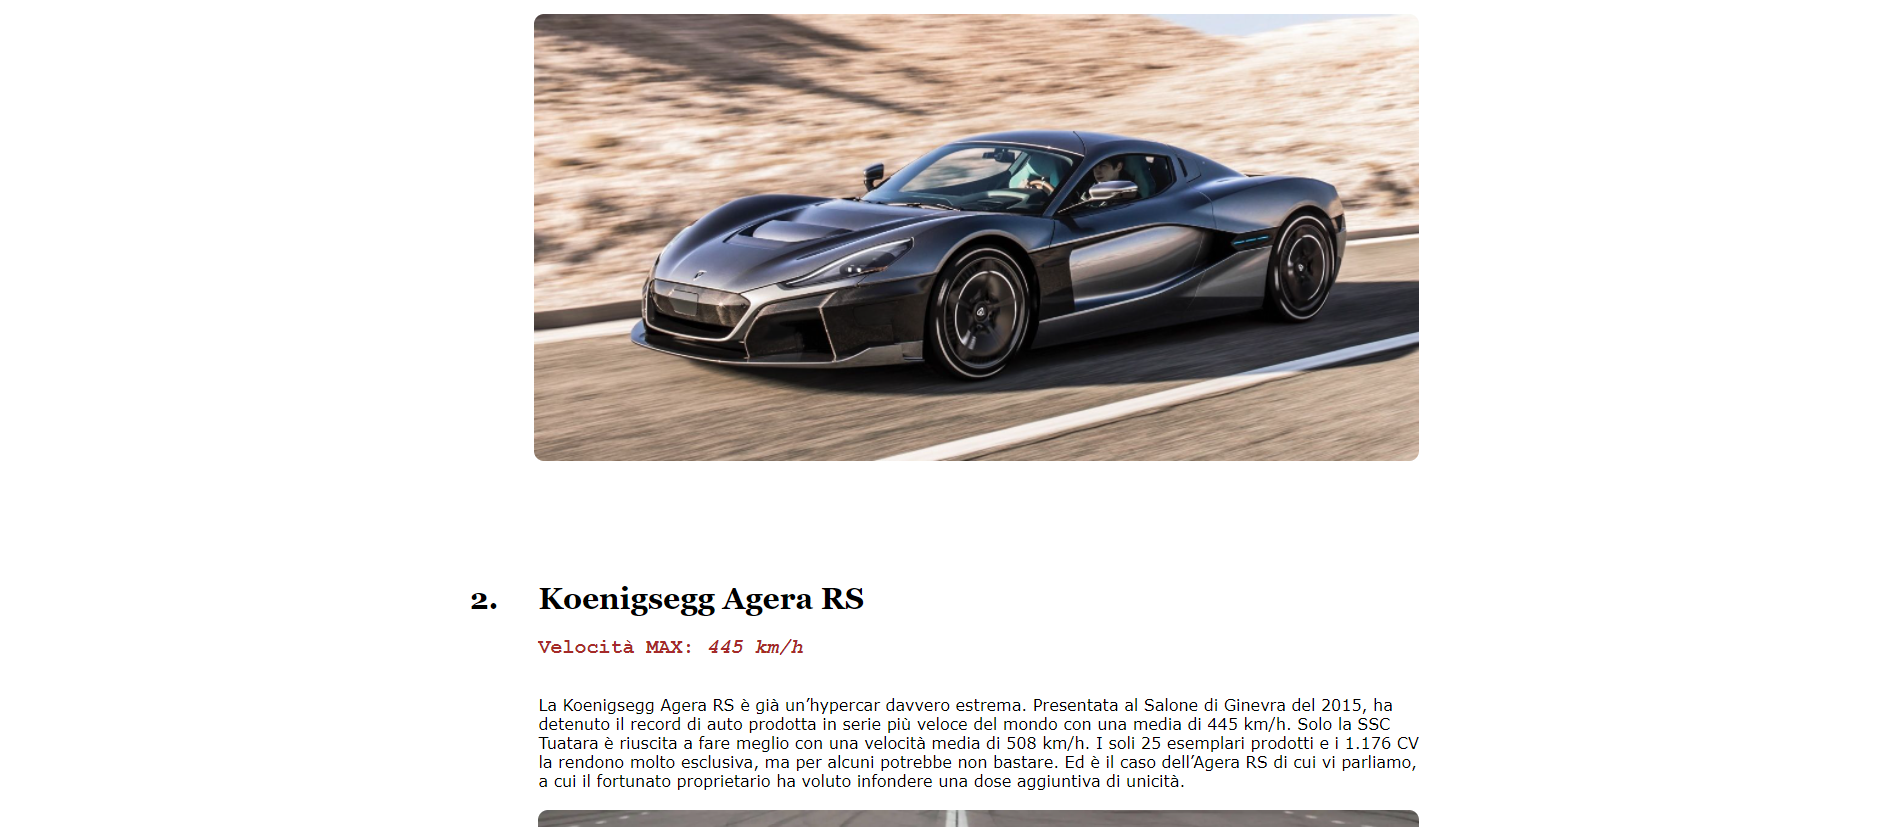 2. Koenigsegg Agera RS
Velocità MAX: 445 km/h
La Koenigsegg Agera RS è già un’hypercar davvero estrema. Presentata al Salone di Ginevra del 2015, ha
detenuto il record di auto prodotta in serie più veloce del mondo con una media di 445 km/h. Solo la SSC
Tuatara è riuscita a fare meglio con una velocità media di 508 km/h. I soli 25 esemplari prodotti e i 1.176 CV
la rendono molto esclusiva, ma per alcuni potrebbe non bastare. Ed è il caso dell’Agera RS di cui vi parliamo,
a cui il fortunato proprietario ha voluto infondere una dose aggiuntiva di unicità.